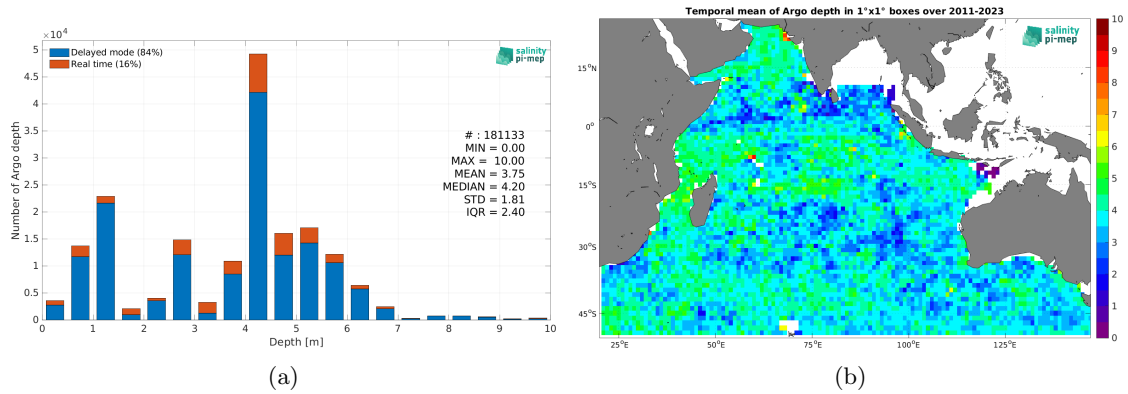 ×10⁴
Delayed mode (84%)
Real time (16%)
salinity
pi-mep
Number of Argo depth
5
4.5
4
3.5
3
2.5
2
1.5
1
0.5
0
# : 181133
MIN = 0.00
MAX = 10.00
MEAN = 3.75
MEDIAN = 4.20
STD = 1.81
IQR = 2.40
0 1 2 3 4 5 6 7 8 9 10
Depth [m]
(a)
Temporal mean of Argo depth in 1°x1° boxes over 2011-2023
salinity
pi-mep
15°N
0°
15°S
30°S
45°S
25°E 50°E 75°E 100°E 125°E
10
9
8
7
6
5
4
3
2
1
0
(b)